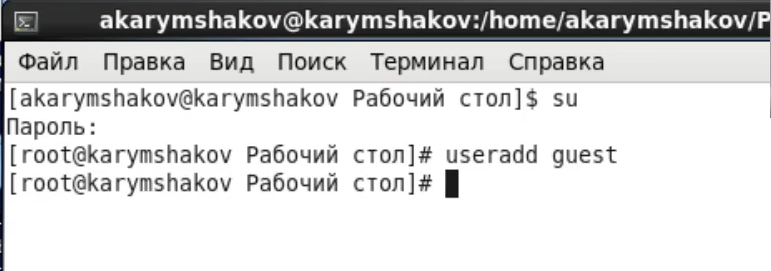 akarymshakov@karymshakov:/home/akarymshakov/Р
Файл Правка Вид Поиск Терминал Справка
[akarymshakov@karymshakov Рабочий стол]$ su
Пароль:
[root@karymshakov Рабочий стол]# useradd guest
[root@karymshakov Рабочий стол]#